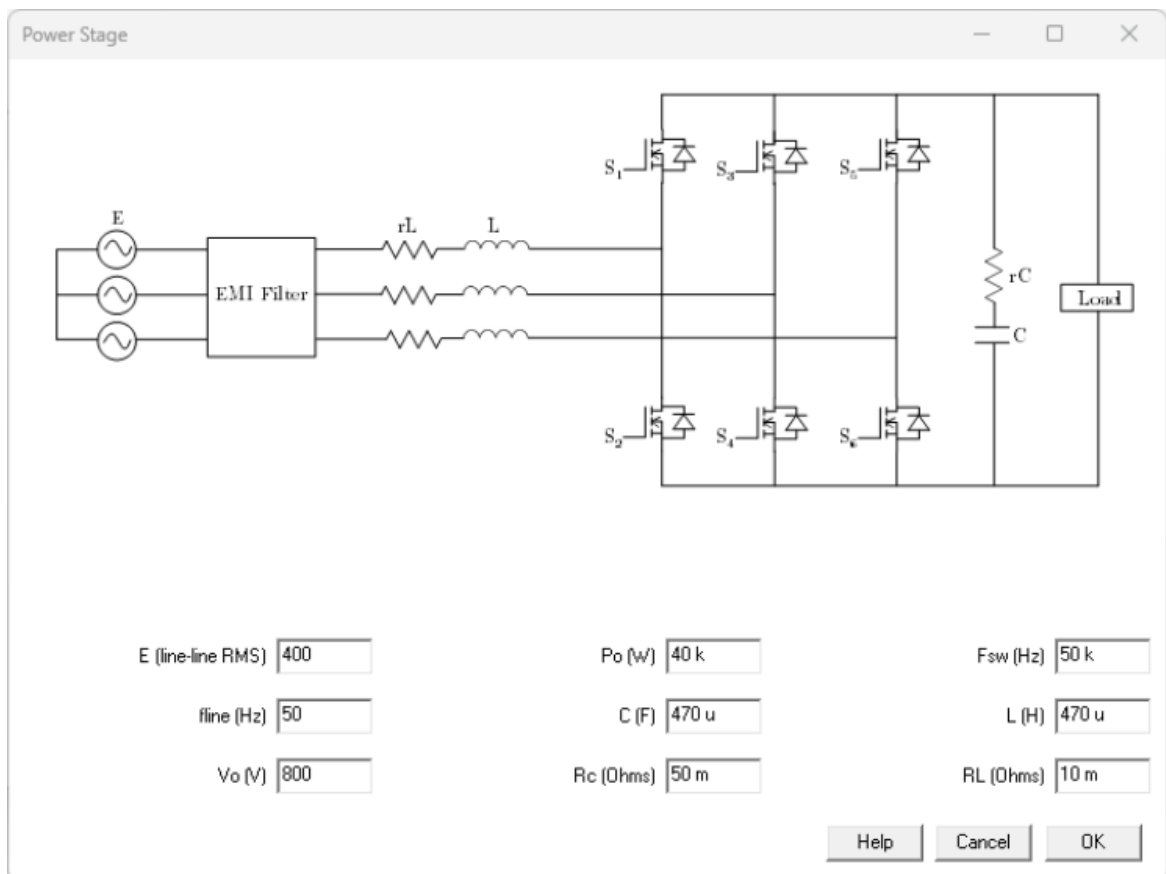 Power Stage
S1
S3
S5
E
rL
L
EMI Filter
rC
Load
C
S2
S4
S6
E (line-line RMS) 400
Po (W) 40 k
Fsw (Hz) 50 k
fline (Hz) 50
C (F) 470 u
L (H) 470 u
Vo (V) 800
Rc (Ohms) 50 m
RL (Ohms) 10 m
Help
Cancel
OK